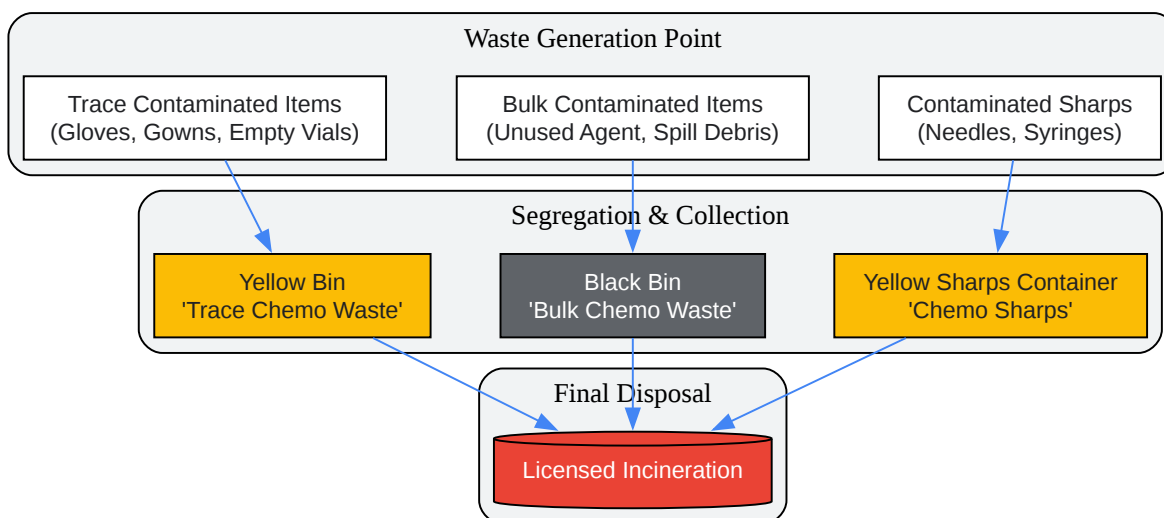 Waste Generation Point
Trace Contaminated Items
(Gloves, Gowns, Empty Vials)
Bulk Contaminated Items
(Unused Agent, Spill Debris)
Contaminated Sharps
(Needles, Syringes)
Segregation & Collection
Yellow Bin
'Trace Chemo Waste'
Black Bin
'Bulk Chemo Waste'
Yellow Sharps Container
'Chemo Sharps'
Final Disposal
Licensed Incineration